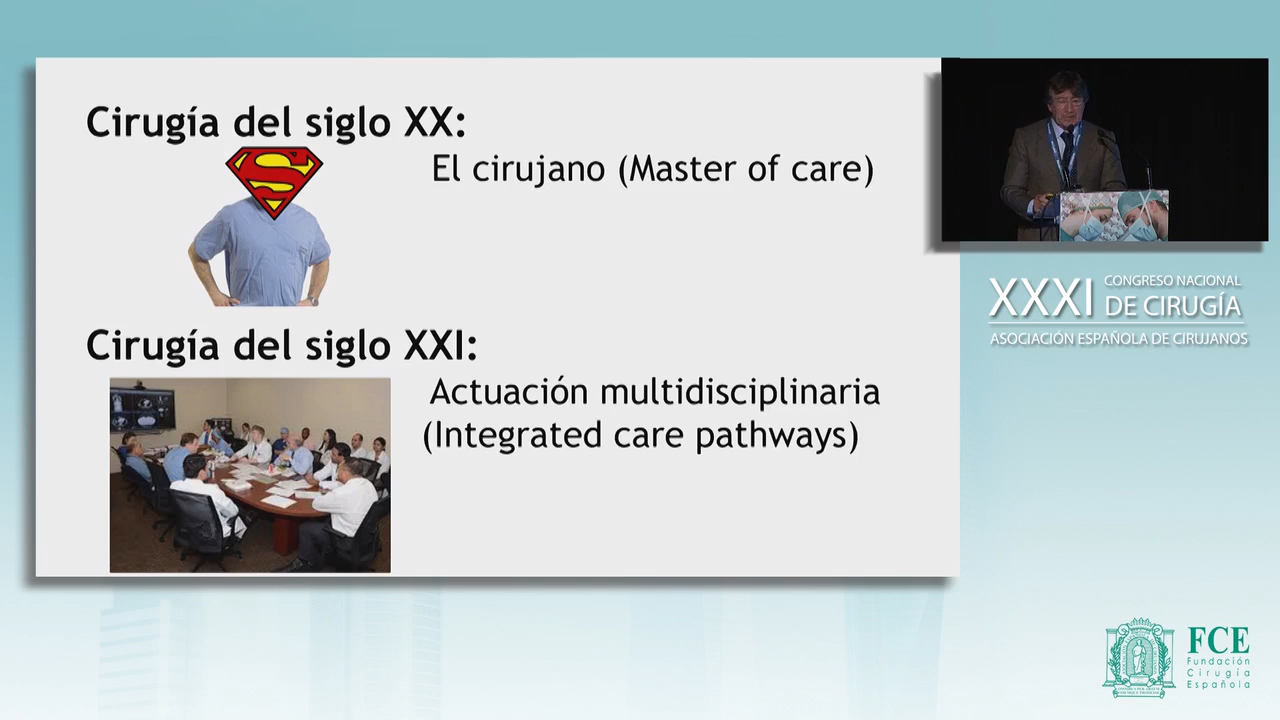 Cirugía del siglo XX:
El cirujano (Master of care)
Cirugía del siglo XXI:
Actuación multidisciplinaria
(Integrated care pathways)
XXXI CONGRESO NACIONAL
DE CIRUGÍA
ASOCIACIÓN ESPAÑOLA DE CIRUJANOS
FCE
Fundación
Cirugía
Española